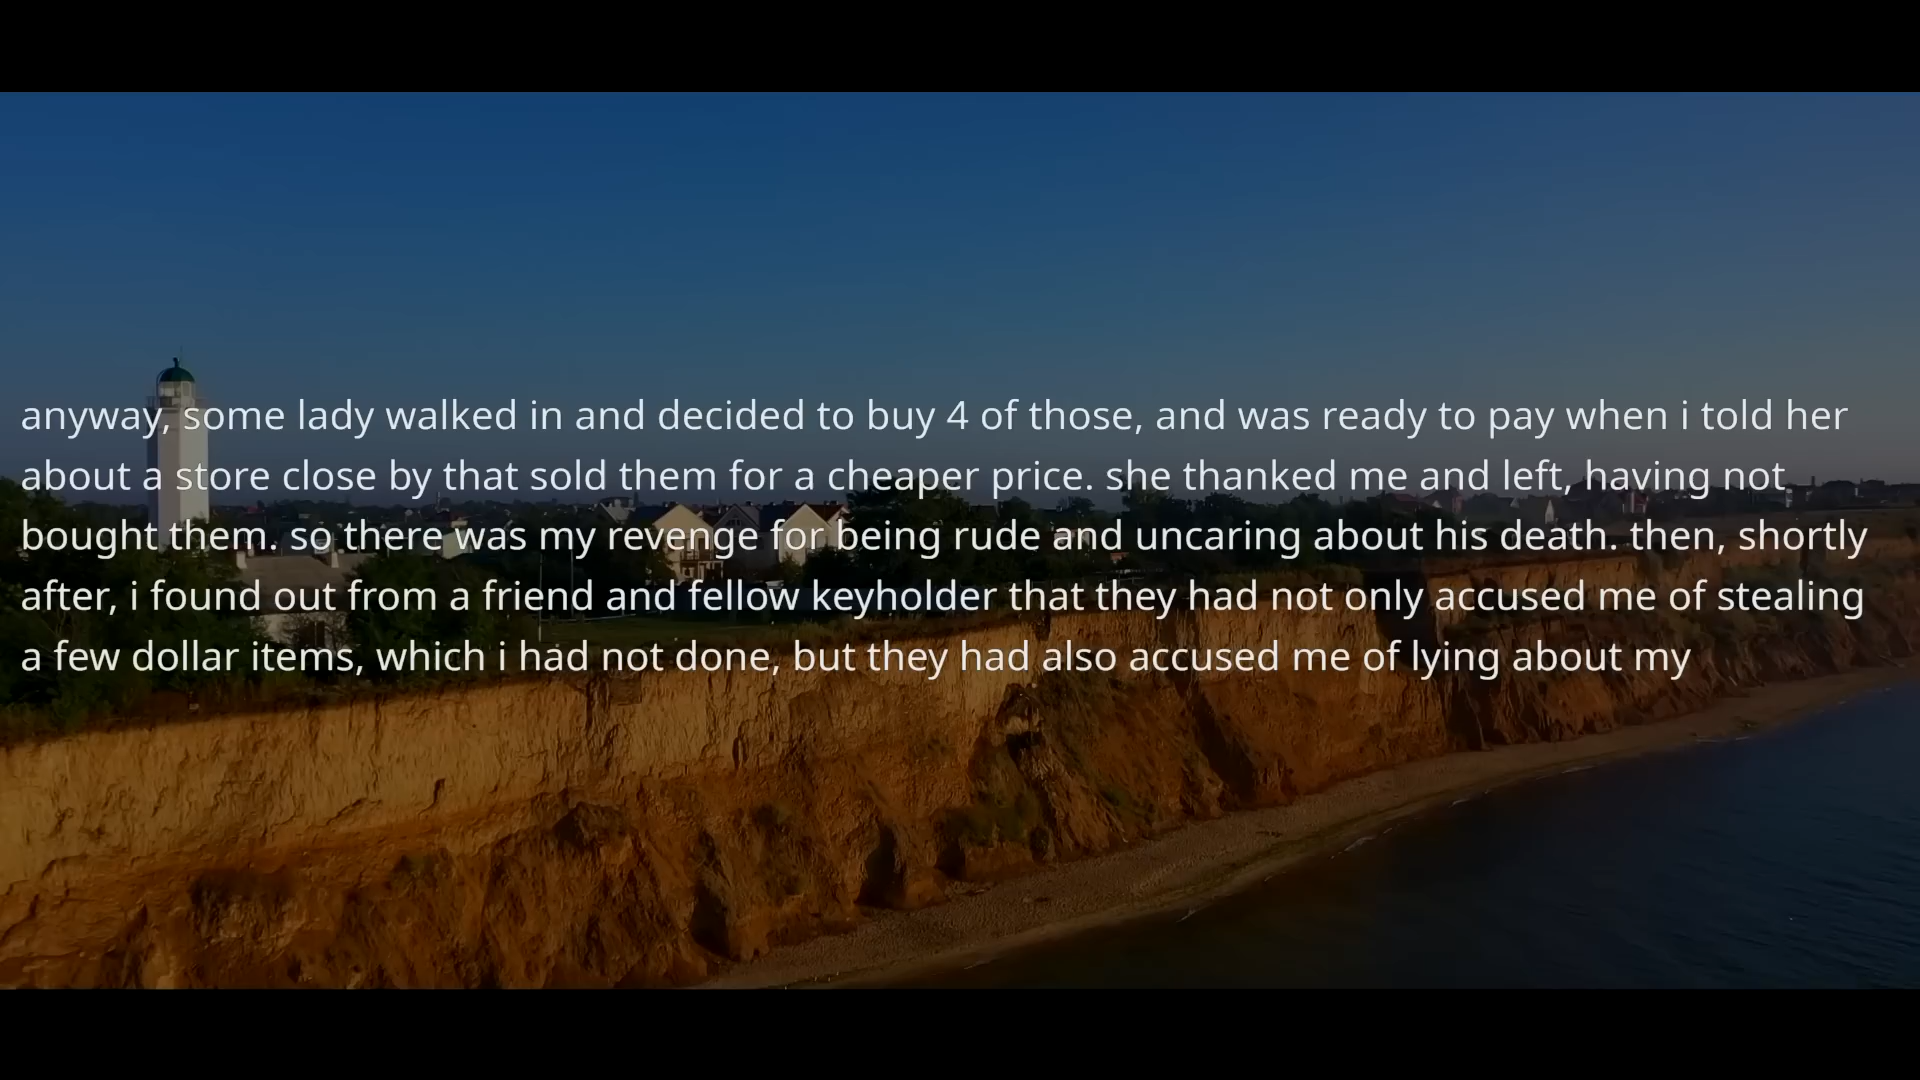 anyway, some lady walked in and decided to buy 4 of those, and was ready to pay when i told her
about a store close by that sold them for a cheaper price. she thanked me and left, having not
bought them. so there was my revenge for being rude and uncaring about his death. then, shortly
after, i found out from a friend and fellow keyholder that they had not only accused me of stealing
a few dollar items, which i had not done, but they had also accused me of lying about my